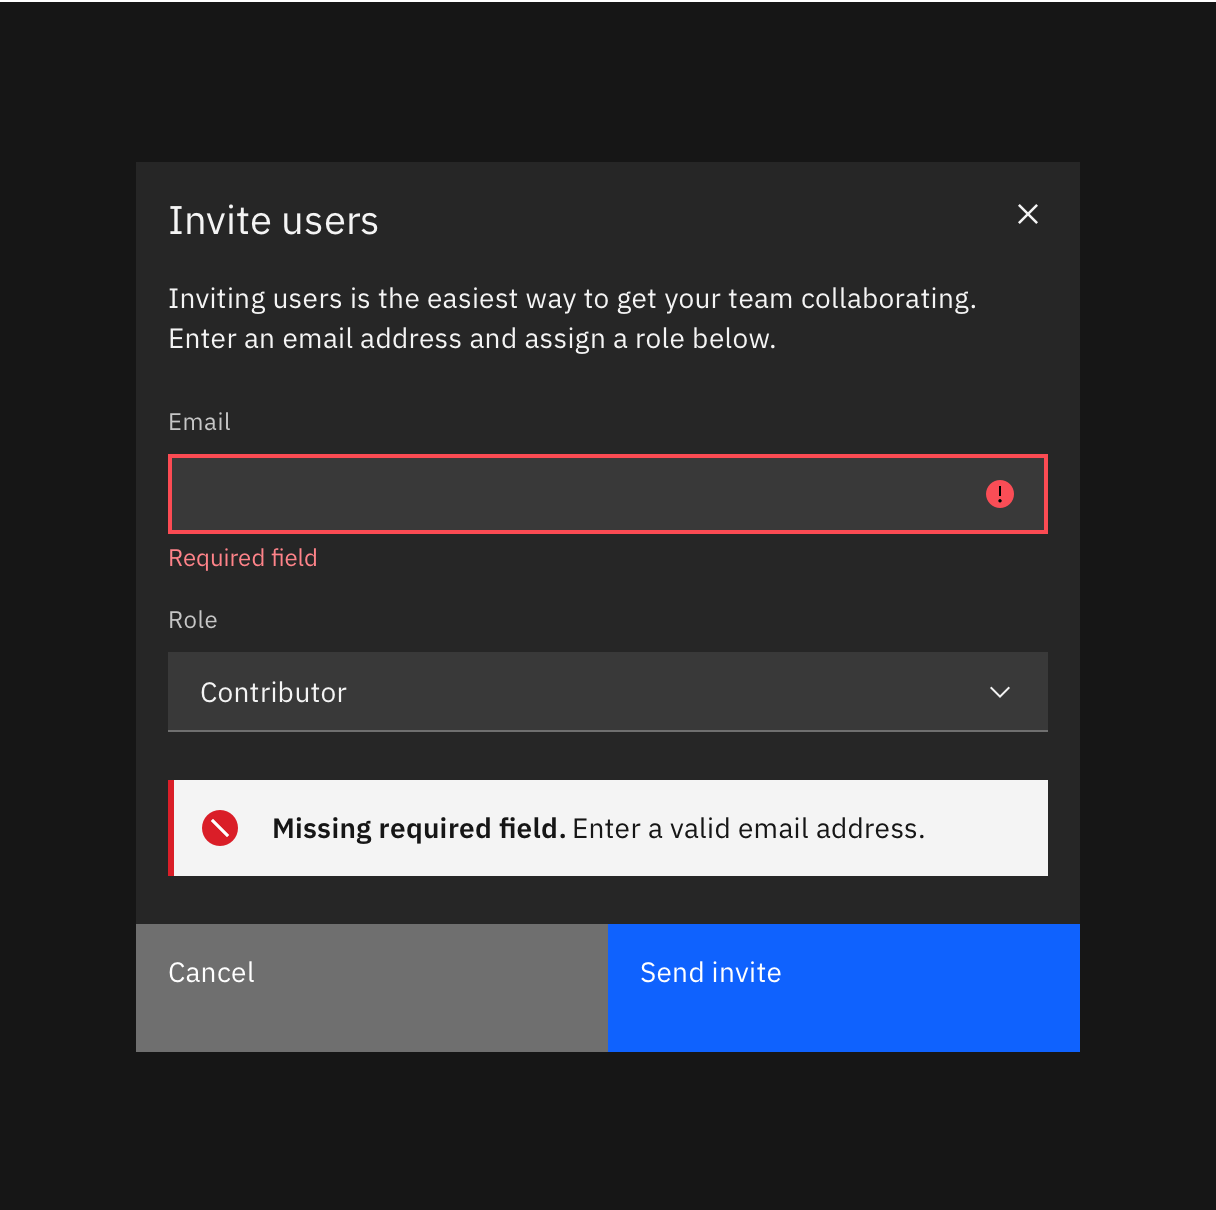 Invite users
Inviting users is the easiest way to get your team collaborating.
Enter an email address and assign a role below.
Email
Required field
Role
Contributor
Missing required field. Enter a valid email address.
Cancel
Send invite